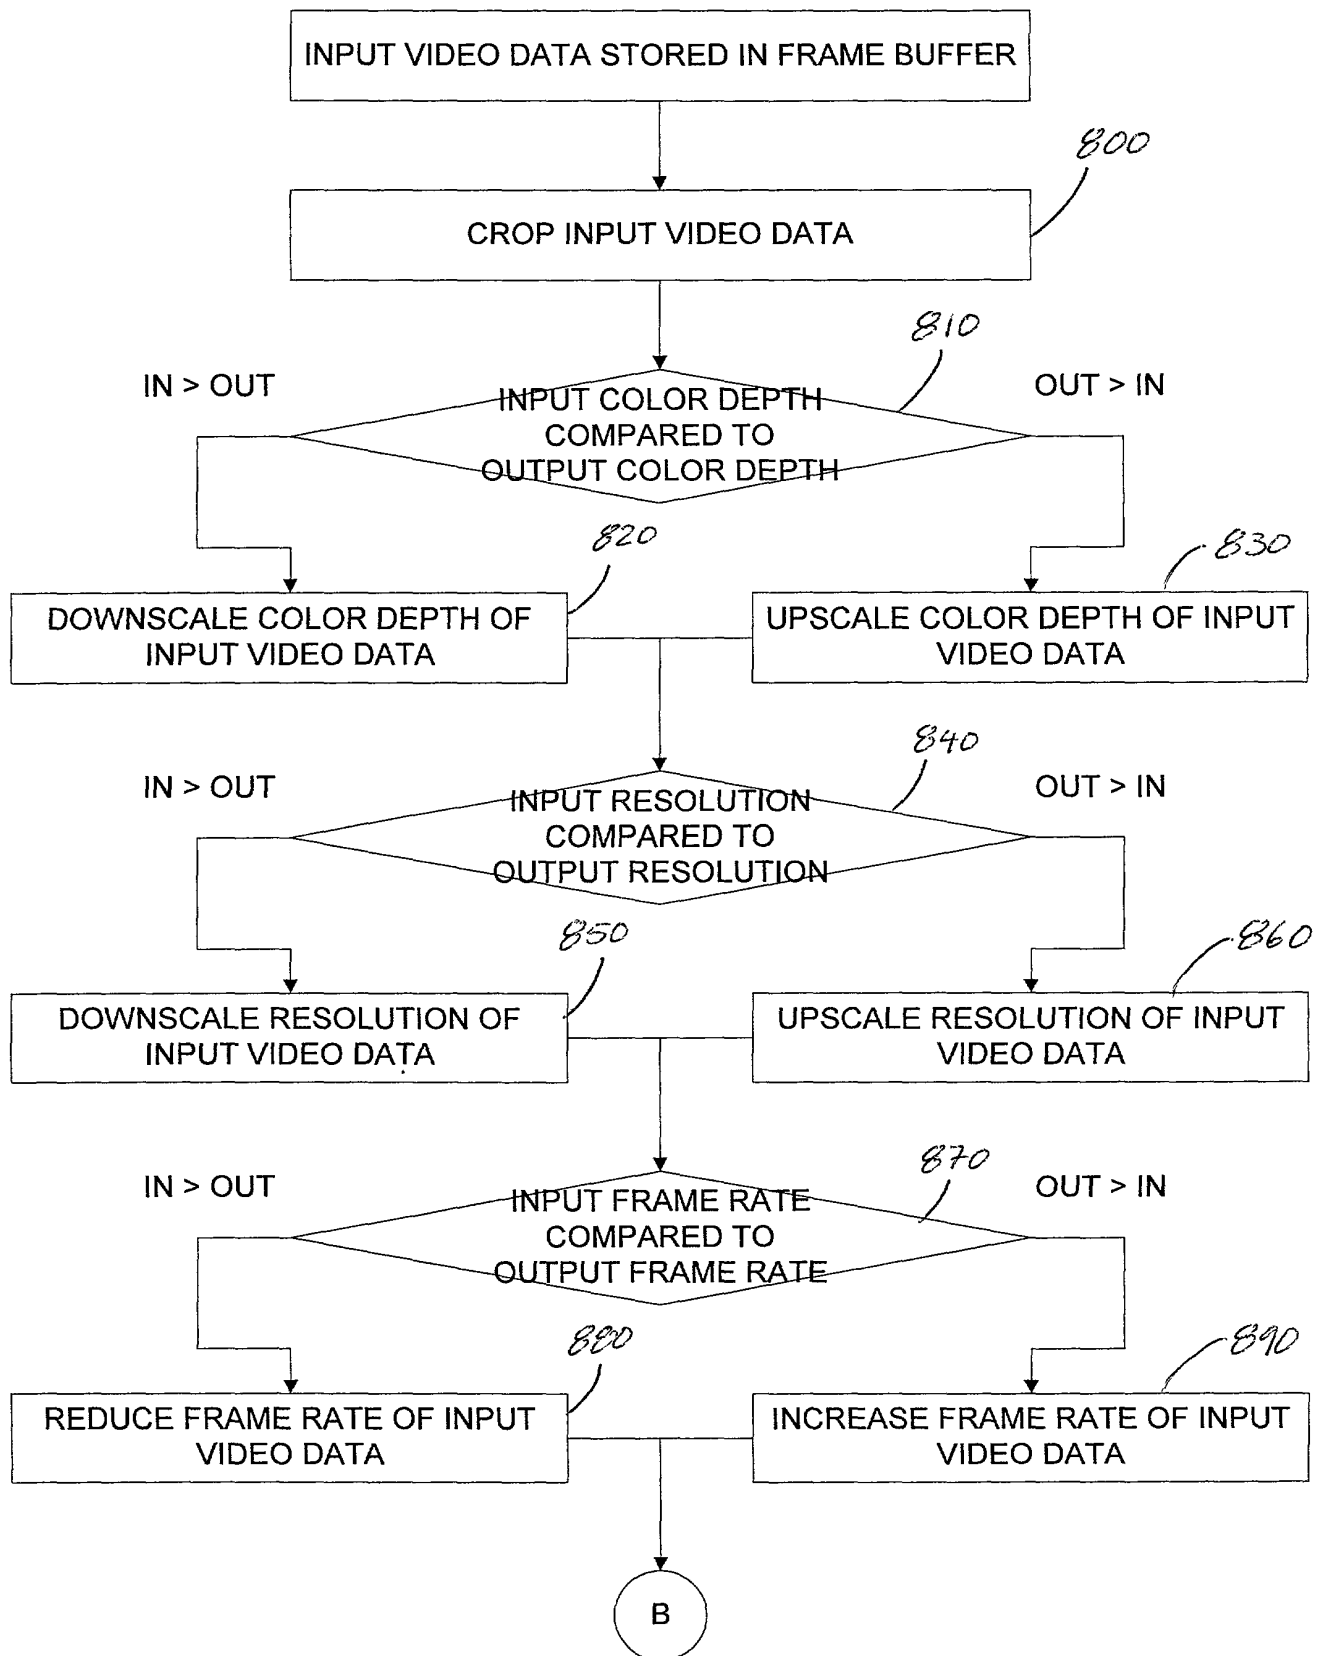 INPUT VIDEO DATA STORED IN FRAME BUFFER
800
CROP INPUT VIDEO DATA
810
IN > OUT
OUT > IN
INPUT COLOR DEPTH
COMPARED TO
OUTPUT COLOR DEPTH
820
830
DOWNSCALE COLOR DEPTH OF
INPUT VIDEO DATA
UPSCALE COLOR DEPTH OF INPUT
VIDEO DATA
840
IN > OUT
OUT > IN
INPUT RESOLUTION
COMPARED TO
OUTPUT RESOLUTION
850
860
DOWNSCALE RESOLUTION OF
INPUT VIDEO DATA
UPSCALE RESOLUTION OF INPUT
VIDEO DATA
870
IN > OUT
OUT > IN
INPUT FRAME RATE
COMPARED TO
OUTPUT FRAME RATE
880
890
REDUCE FRAME RATE OF INPUT
VIDEO DATA
INCREASE FRAME RATE OF INPUT
VIDEO DATA
B